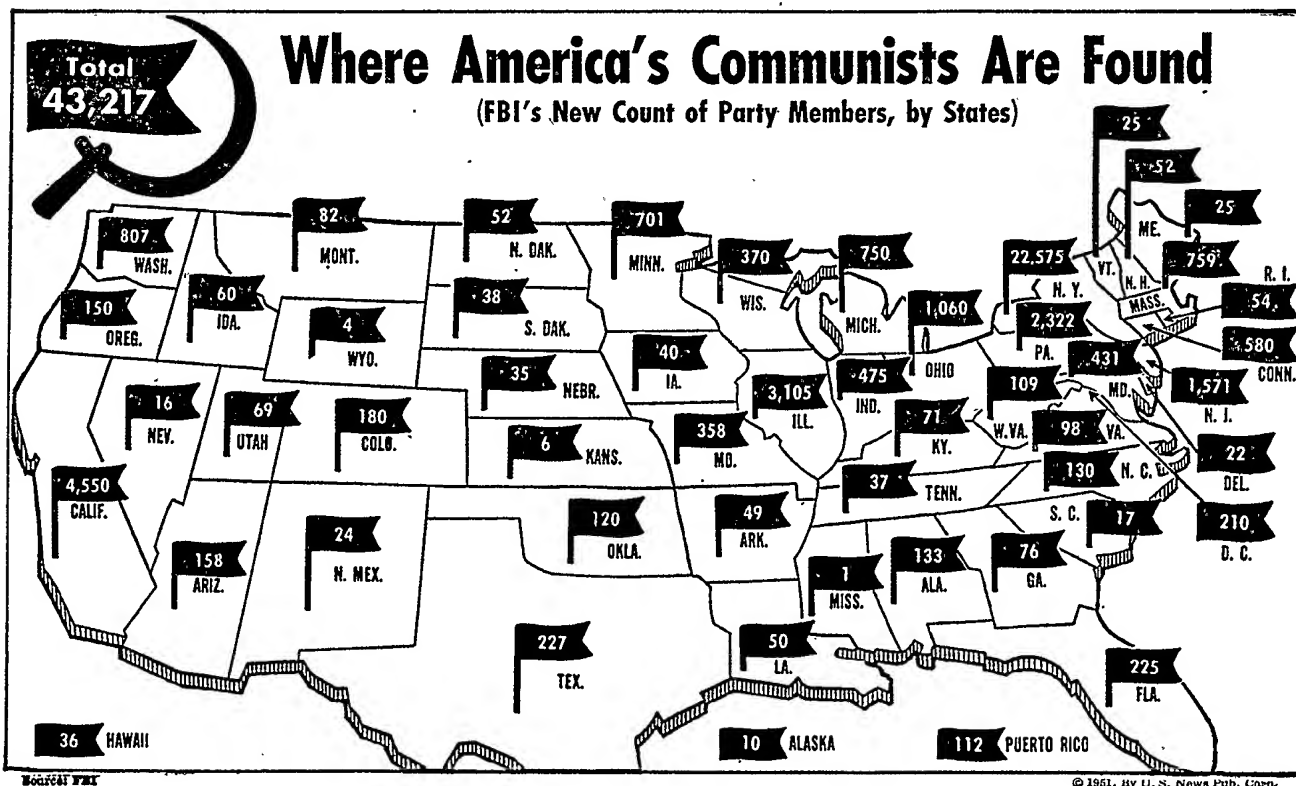 Total
43,217
Where America's Communists Are Found
(FBI's New Count of Party Members, by States)
25
52
25
82
MONT.
52
N. DAK.
701
MINN.
807
WASH.
370
WIS.
750
MICH.
22,575
N. Y.
VT.
N. H.
ME.
759
MASS.
R. I.
54
150
OREG.
60
IDA.
38
S. DAK.
4
WYO.
1,060
OHIO
2,322
PA.
580
CONN.
40
IA.
35
NEBR.
3,105
ILL.
475
IND.
431
MD.
1,571
N. J.
16
NEV.
69
UTAH
180
COLO.
109
W.VA.
71
KY.
98
VA.
358
MO.
6
KANS.
22
DEL.
4,550
CALIF.
37
TENN.
130
N. C.
S. C.
17
210
D. C.
158
ARIZ.
24
N. MEX.
120
OKLA.
49
ARK.
1
MISS.
133
ALA.
76
GA.
227
TEX.
50
LA.
225
FLA.
36
HAWAII
10
ALASKA
112
PUERTO RICO
Source: FBI
© 1951, By U. S. News Pub. Corp.